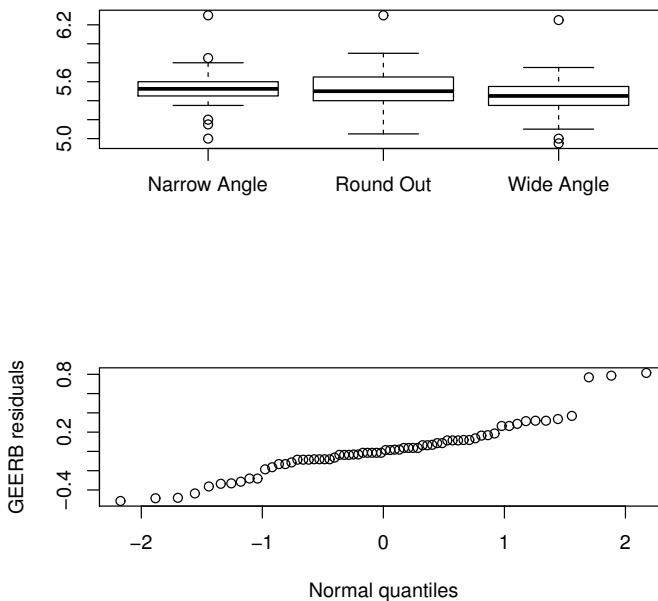 6.2
5.6
5.0
Narrow Angle
Round Out
Wide Angle
GEERB residuals
0.8
0.2
−0.4
−2
−1
0
1
2
Normal quantiles